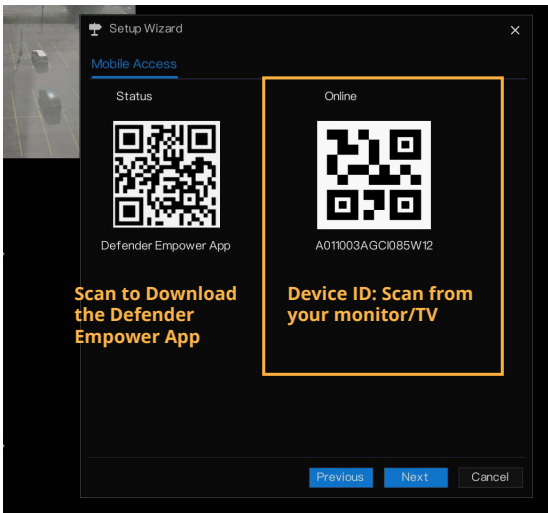 Setup Wizard
Mobile Access
Status
Online
Defender Empower App
A011003AGCI085W12
Scan to Download
the Defender
Empower App
Device ID: Scan from
your monitor/TV
Previous
Next
Cancel